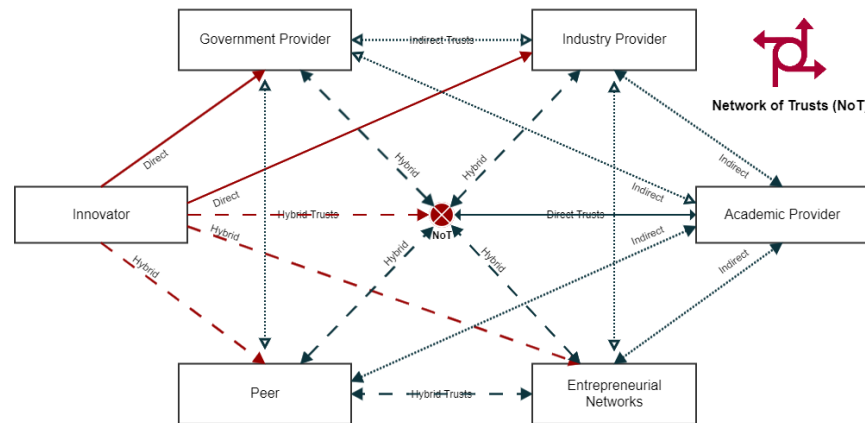 Government Provider
Indirect Trusts
Industry Provider
Network of Trusts (NoT)
Direct
Hybrid
Hybrid
Indirect
Direct
Indirect
Innovator
Hybrid Trusts
NoT
Direct Trusts
Academic Provider
Hybrid
Indirect
Hybrid
Hybrid
Hybrid
Indirect
Peer
Hybrid Trusts
Entrepreneurial
Networks